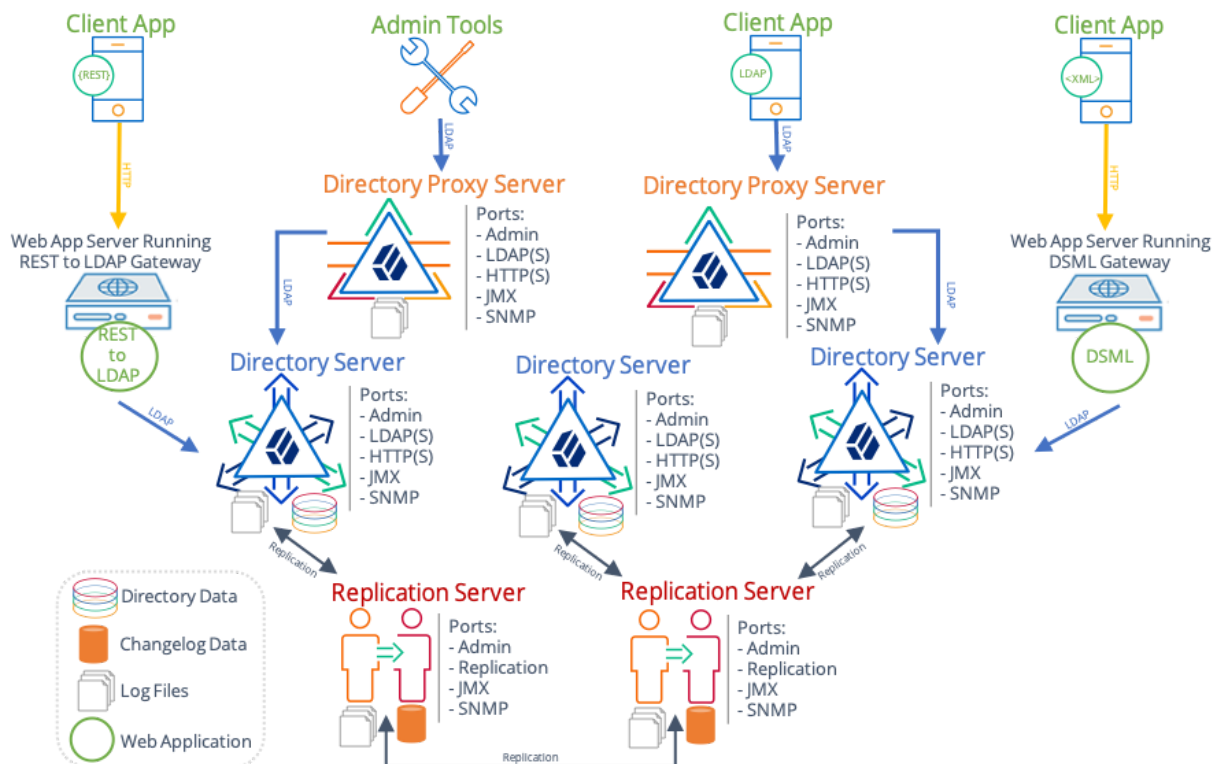 Client App
Admin Tools
Client App
Client App
{REST}
LDAP
<XML>
HTTP
LDAP
LDAP
HTTP
Directory Proxy Server
Ports:
- Admin
- LDAP(S)
- HTTP(S)
- JMX
- SNMP
Directory Proxy Server
Ports:
- Admin
- LDAP(S)
- HTTP(S)
- JMX
- SNMP
Web App Server Running
REST to LDAP Gateway
REST
to
LDAP
Web App Server Running
DSML Gateway
DSML
LDAP
LDAP
LDAP
LDAP
Directory Server
Ports:
- Admin
- LDAP(S)
- HTTP(S)
- JMX
- SNMP
Directory Server
Ports:
- Admin
- LDAP(S)
- HTTP(S)
- JMX
- SNMP
Directory Server
Ports:
- Admin
- LDAP(S)
- HTTP(S)
- JMX
- SNMP
Replication
Replication
Replication
Replication Server
Ports:
- Admin
- Replication
- JMX
- SNMP
Replication Server
Ports:
- Admin
- Replication
- JMX
- SNMP
Replication
Directory Data
Changelog Data
Log Files
Web Application